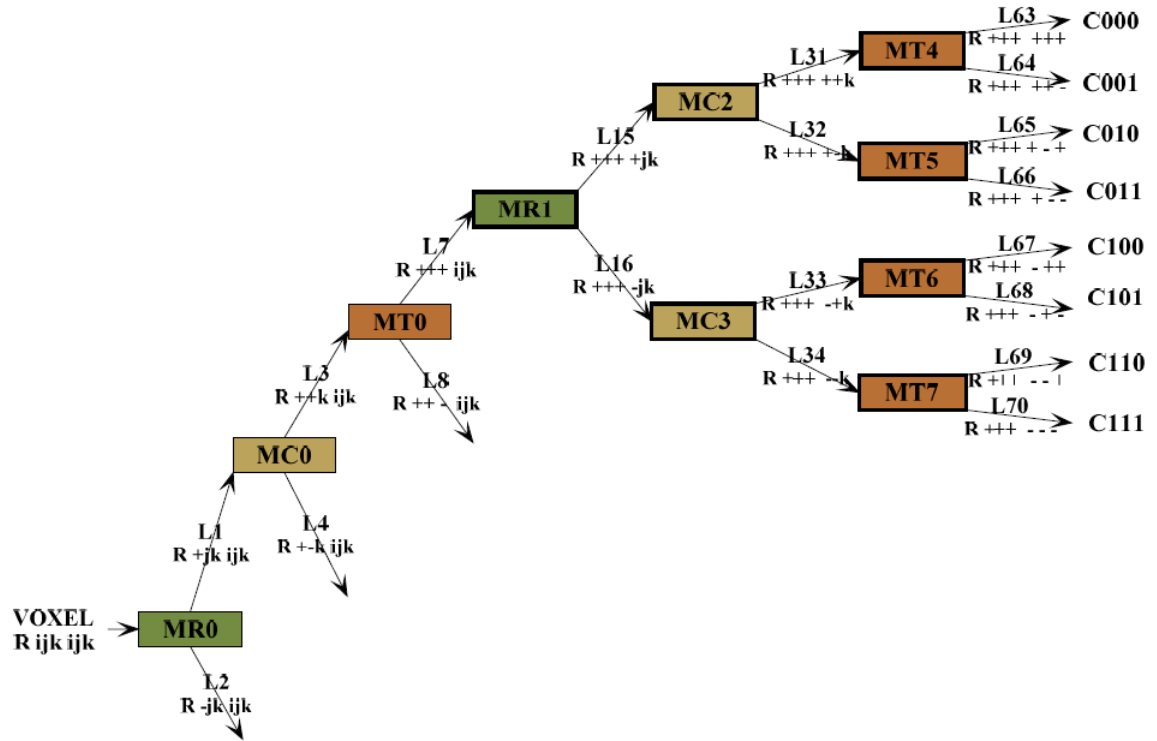 L63
C000
R +++ +++
MT4
L31
L64
R +++ ++k
C001
R +++ ++ -
MC2
L65
C010
L15
L32
R +++ + - +
R +++ +jk
R +++ +-k
MT5
L66
C011
R +++ + - -
MR1
L67
C100
L7
L16
R +++ - ++
R +++ ijk
R +++ -jk
L33
MT6
L68
C101
R +++ -+k
R +++ - + -
MT0
MC3
L34
L69
C110
L3
L8
R +++ --k
R ++k ijk
R ++ - ijk
MT7
L70
C111
R +++ - - -
MC0
L1
L4
R +jk ijk
R +-k ijk
VOXEL
R ijk ijk
MR0
L2
R -jk ijk